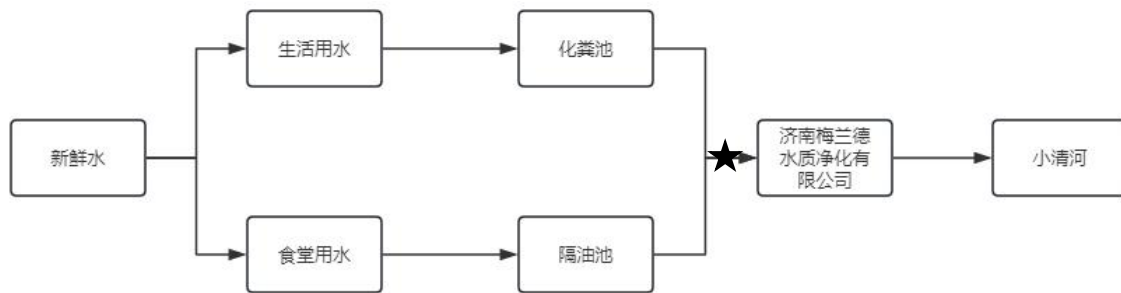 生活用水
化粪池
新鲜水
济南梅兰德
水质净化有
限公司
小清河
食堂用水
隔油池